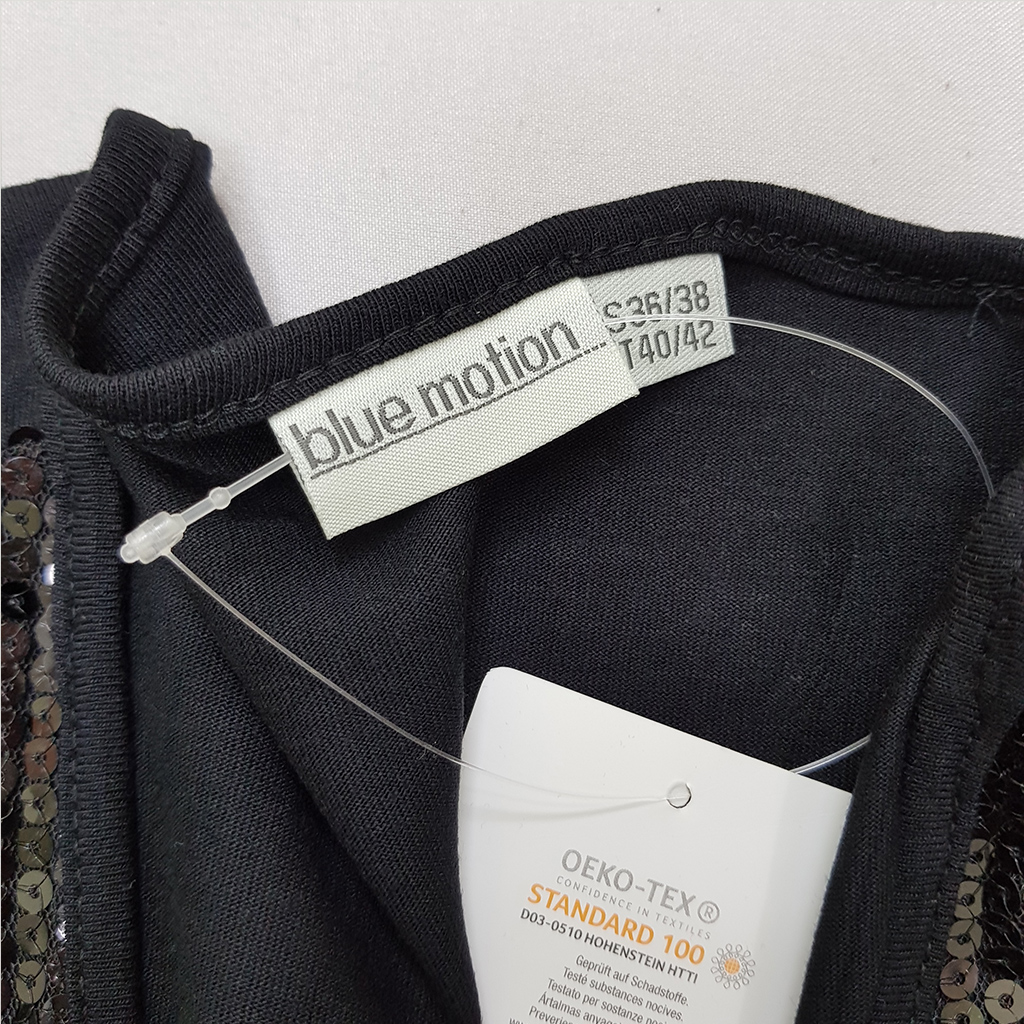 blue motion
S36/38
T40/42
OEKO-TEX®
CONFIDENCE IN TEXTILES
STANDARD 100
D03-0510 HOHENSTEIN HTTI
Geprüft auf Schadstoffe.
Testé substances nocives.
Testato per sostanze
Ártalmas